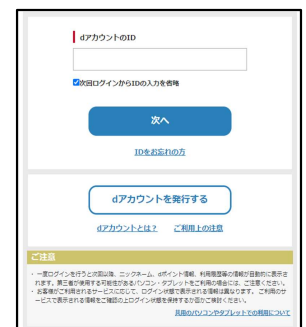 dアカウントのID
次回ログインからIDの入力を省略
次へ
IDをお忘れの方
dアカウントを発行する
dアカウントとは？ ご利用上の注意
ご注意
・ 一度ログインを行うと次回以降、ニックネーム、dポイント情報、利用履歴等の情報が自動的に表示さ
れます。第三者が使用する可能性があるパソコン・タブレットをご利用の場合には、ご注意ください。
・ お客様がご利用されるサービスに応じて、ログイン状態で表示される情報は異なります。 ご利用のサ
ービスで表示される情報をご確認の上ログイン状態を保持するか否かご検討ください。
共用のパソコンやタブレットでの利用について